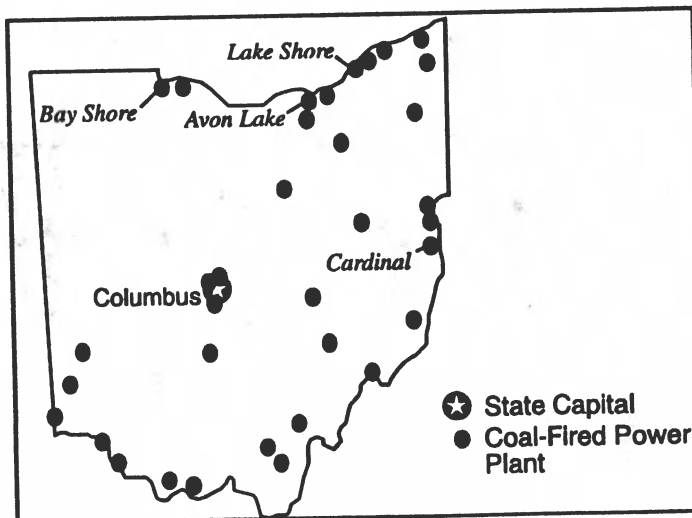 Lake Shore
Bay Shore
Avon Lake
Cardinal
Columbus
State Capital
Coal-Fired Power
Plant